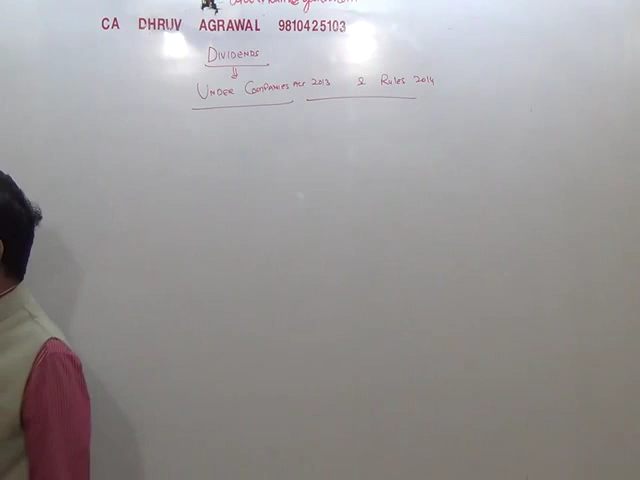 CA DHRUV AGRAWAL 9810425103
DIVIDENDS
UNDER COMPANIES ACT 2013 & RULES 2014